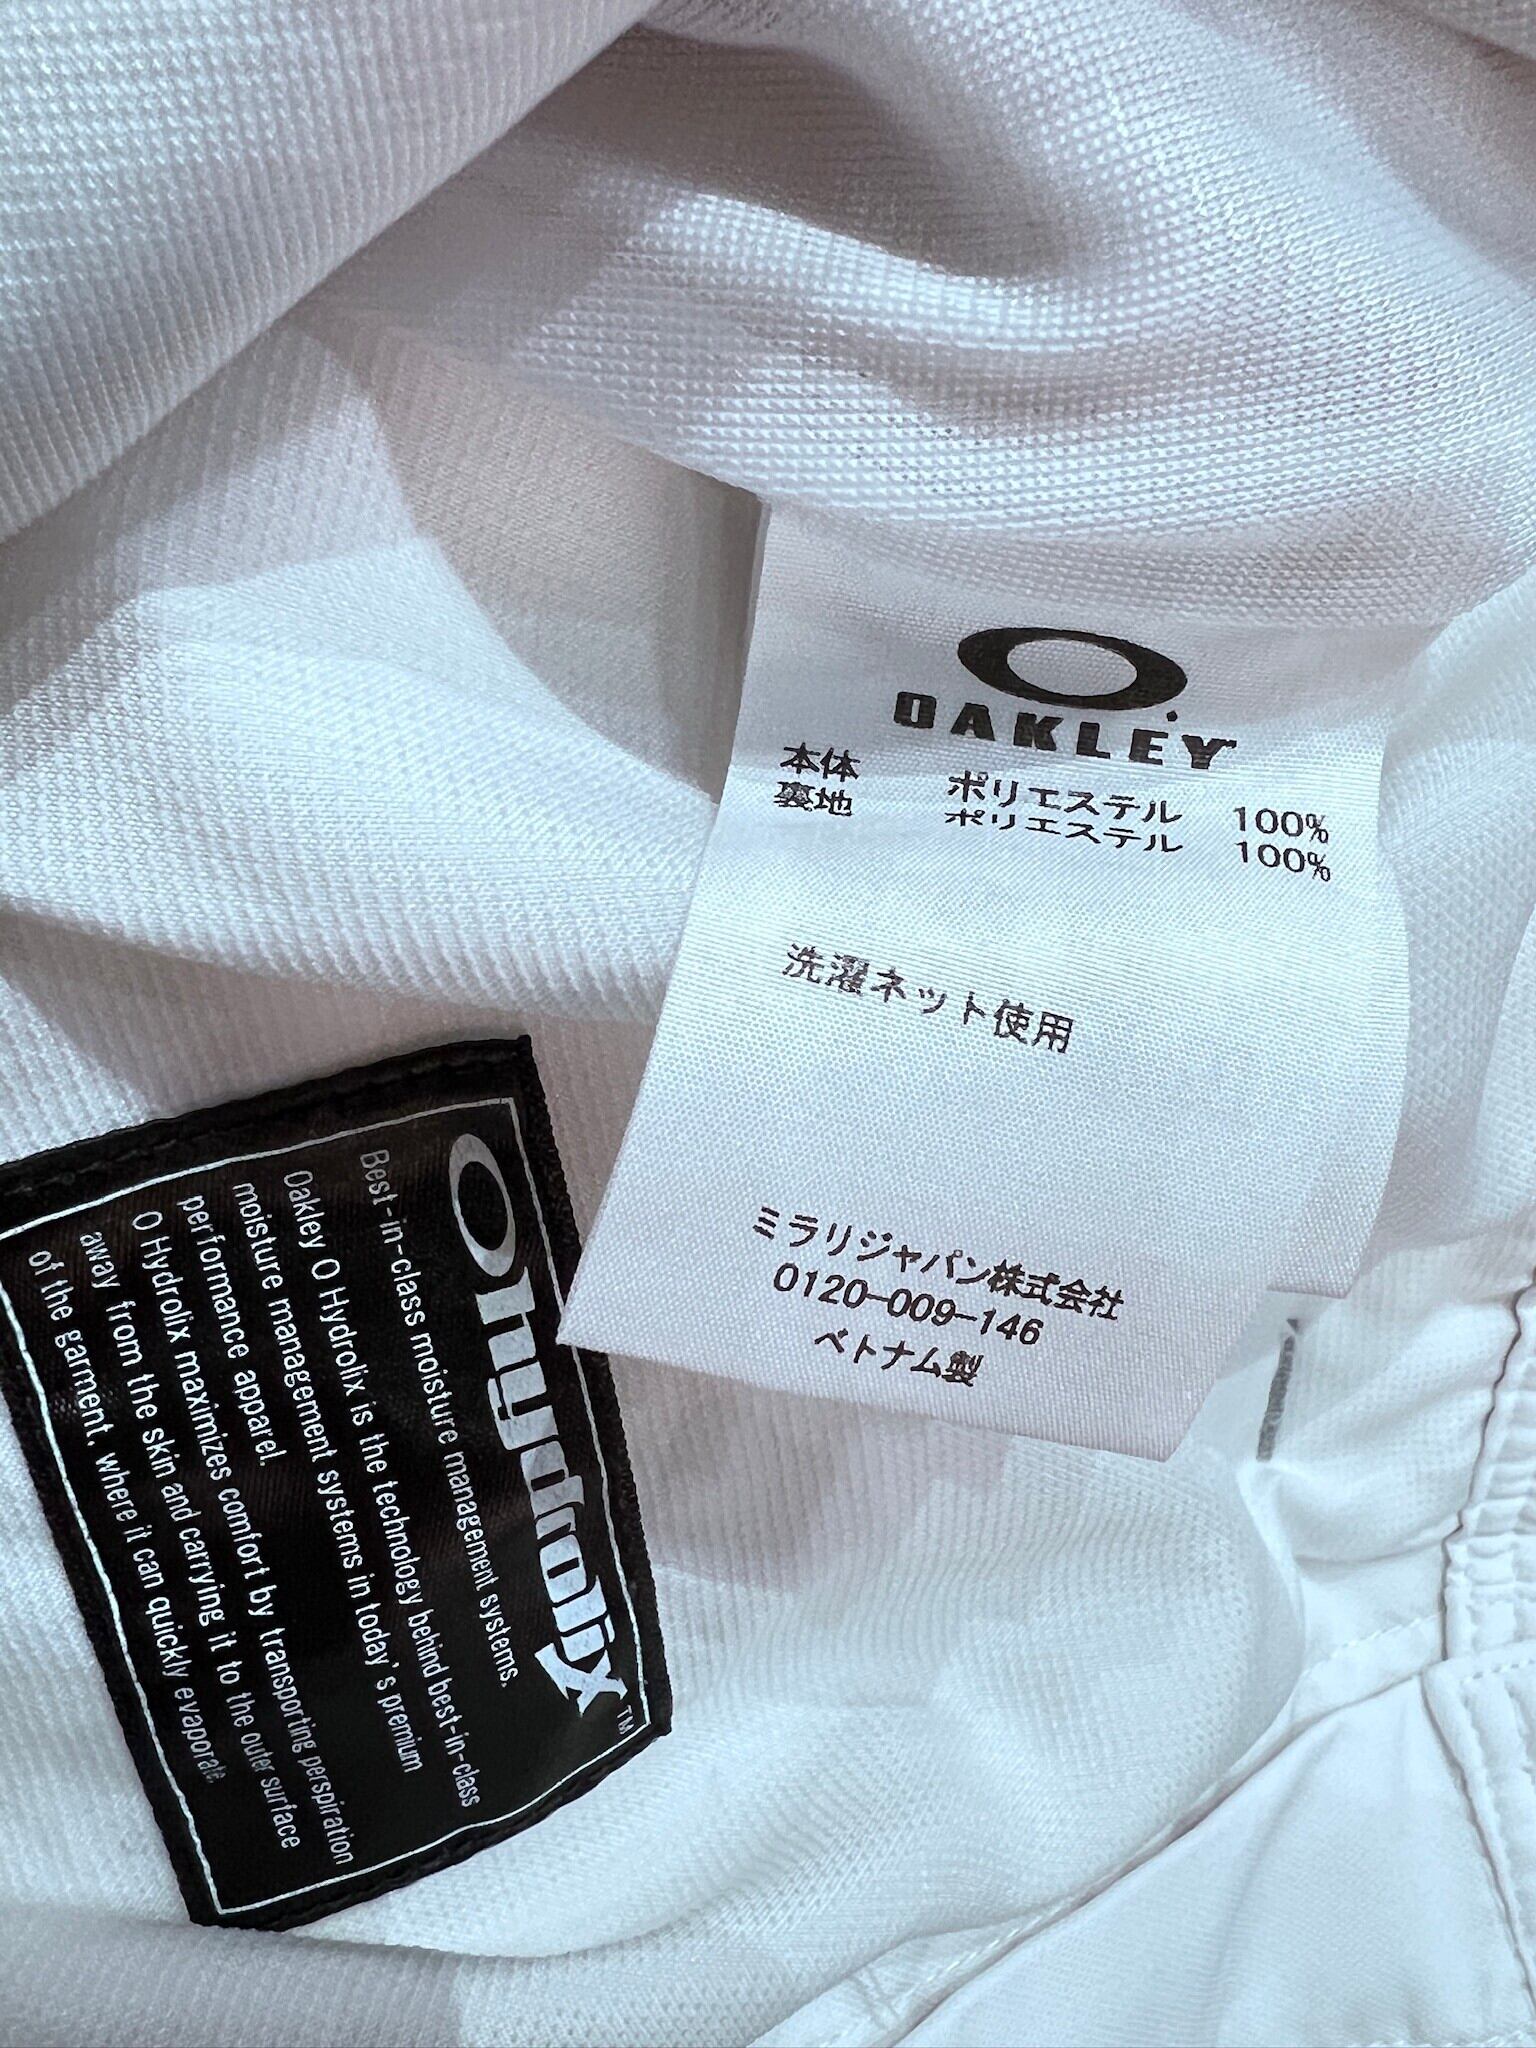 OAKLEY
本体 ポリエステル 100%
裏地 ポリエステル 100%
洗濯ネット使用
ミラリジャパン株式会社
0120-009-146
ベトナム製
O hydrolix™
Best-in-class moisture management systems.
Oakley O Hydrolix is the technology behind best-in-class
moisture management systems in today's premium
performance apparel.
O Hydrolix maximizes comfort by transporting perspiration
away from the skin and carrying it to the outer surface
of the garment, where it can quickly evaporate.